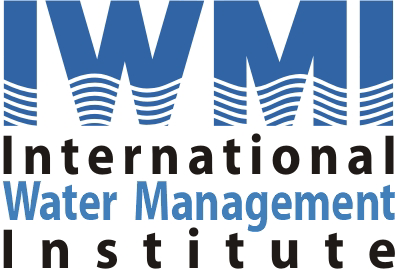 IWMI
International
Water Management
Institute